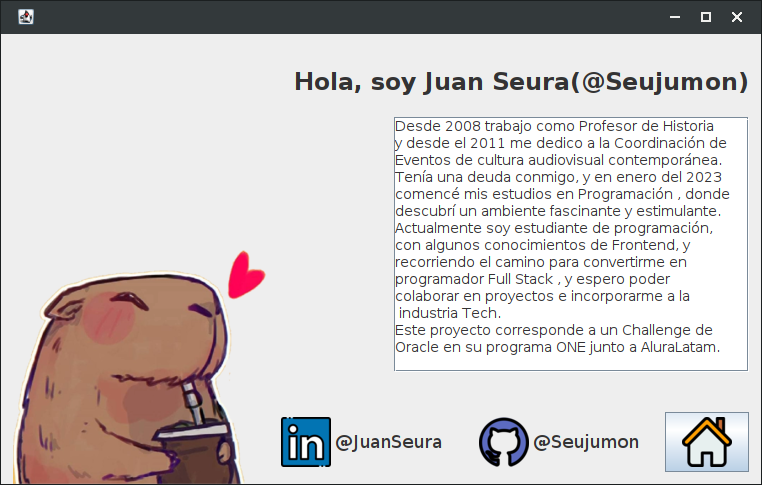 Hola, soy Juan Seura(@Seujumon)
Desde 2008 trabajo como Profesor de Historia
y desde el 2011 me dedico a la Coordinación de
Eventos de cultura audiovisual contemporánea.
Tenía una deuda conmigo, y en enero del 2023
comencé mis estudios en Programación , donde
descubrí un ambiente fascinante y estimulante.
Actualmente soy estudiante de programación,
con algunos conocimientos de Frontend, y
recorriendo el camino para convertirme en
programador Full Stack , y espero poder
colaborar en proyectos e incorporarme a la
industria Tech.
Este proyecto corresponde a un Challenge de
Oracle en su programa ONE junto a AluraLatam.
in @JuanSeura @Seujumon